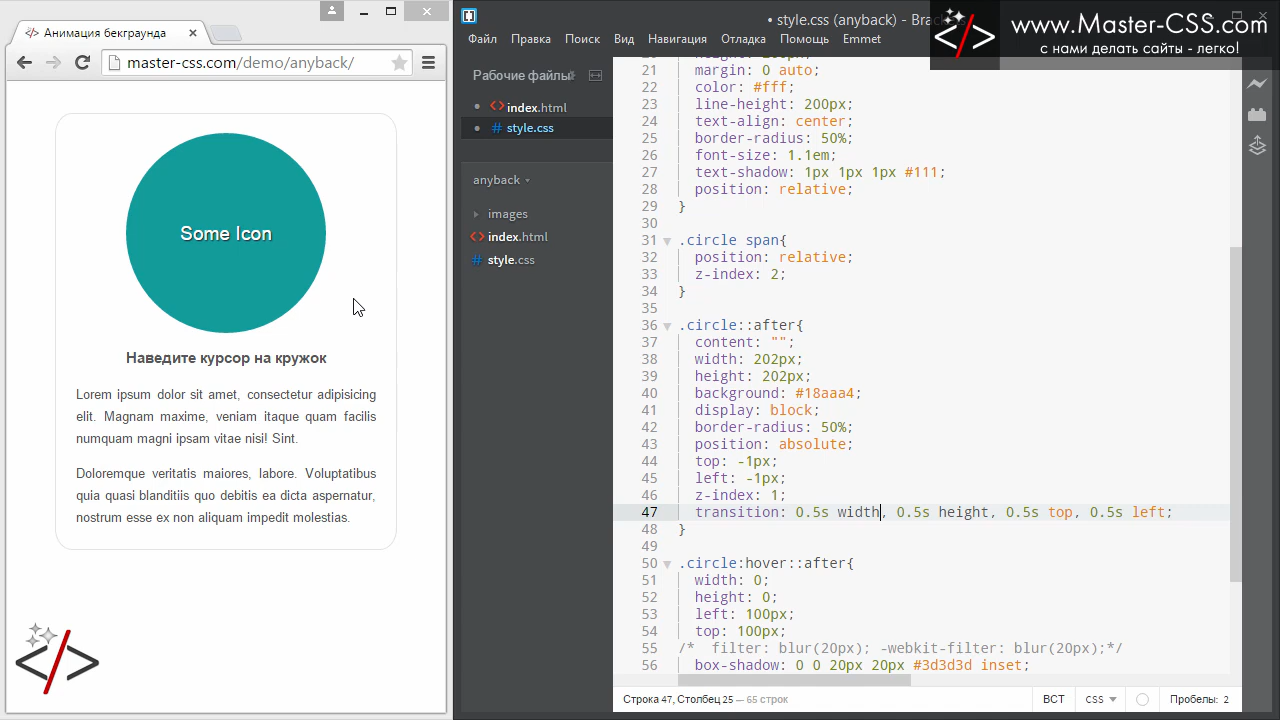 Анимация бекграунда
master-css.com/demo/anyback/
Some Icon
Наведите курсор на кружок
Lorem ipsum dolor sit amet, consectetur adipisicing
elit. Magnam maxime, veniam itaque quam facilis
numquam magni ipsam vitae nisi! Sint.
Doloremque veritatis maiores, labore. Voluptatibus
quia quasi blanditiis quo debitis ea dicta aspernatur,
nostrum esse ex non aliquam impedit molestias.
• style.css (anyback) - Brac
Файл Правка Поиск Вид Навигация Отладка Помощь Emmet
www.Master-CSS.com
с нами делать сайты - легко!
Рабочие файлы
index.html
style.css
anyback
images
index.html
style.css
21 margin: 0 auto;
22 color: #fff;
23 line-height: 200px;
24 text-align: center;
25 border-radius: 50%;
26 font-size: 1.1em;
27 text-shadow: 1px 1px 1px #111;
28 position: relative;
29 }
30
31 .circle span{
32 position: relative;
33 z-index: 2;
34 }
35
36 .circle::after{
37 content: "";
38 width: 202px;
39 height: 202px;
40 background: #18aaa4;
41 display: block;
42 border-radius: 50%;
43 position: absolute;
44 top: -1px;
45 left: -1px;
46 z-index: 1;
47 transition: 0.5s width, 0.5s height, 0.5s top, 0.5s left;
48 }
49
50 .circle:hover::after{
51 width: 0;
52 height: 0;
53 left: 100px;
54 top: 100px;
55 /* filter: blur(20px); -webkit-filter: blur(20px);*/
56 box-shadow: 0 0 20px 20px #3d3d3d inset;
Строка 47, Столбец 25 — 65 строк
ВСТ CSS Пробелы: 2